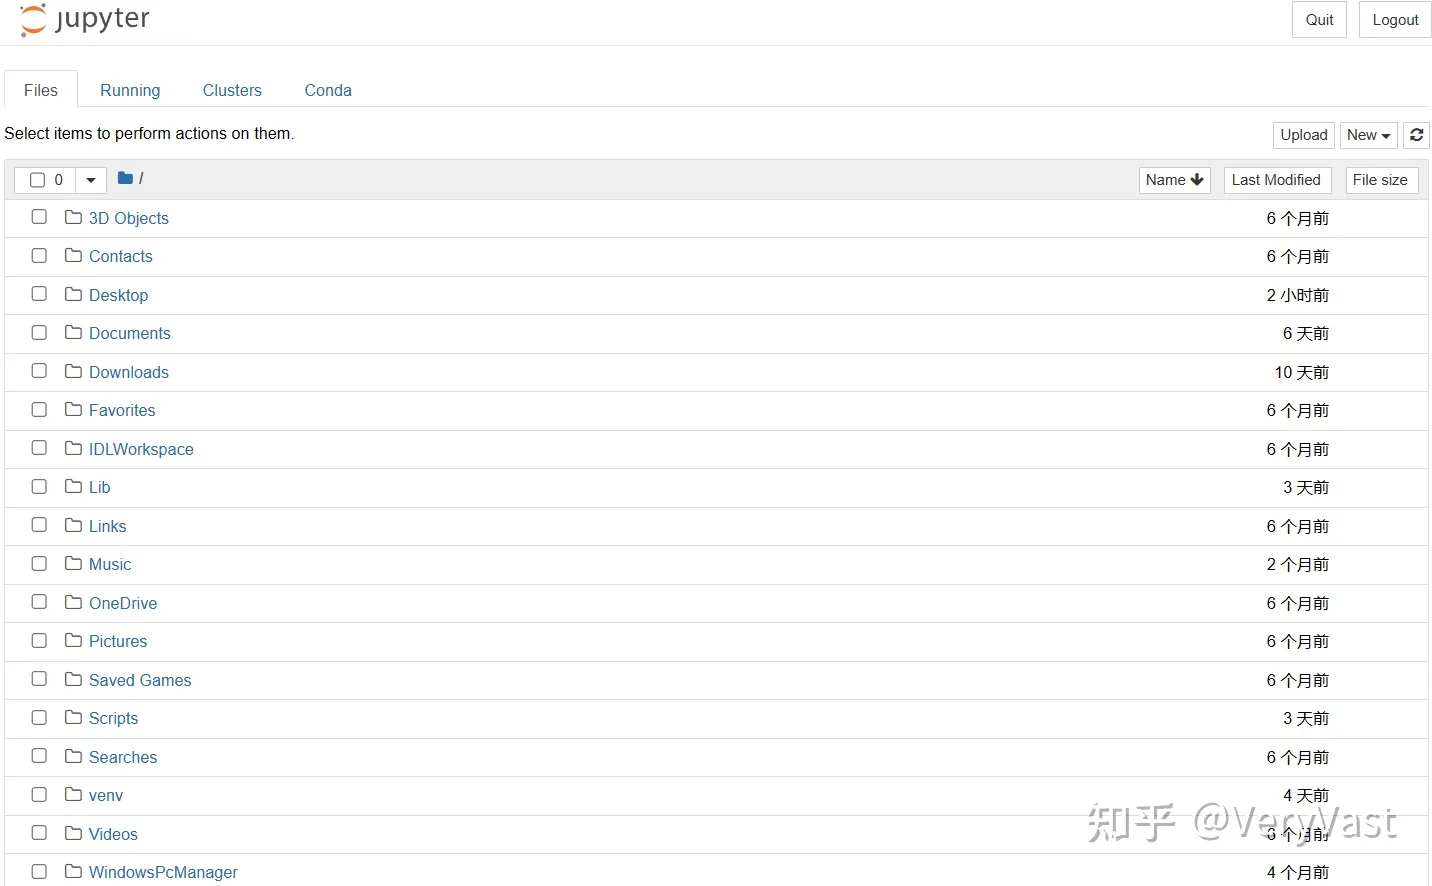 jupyter
Quit Logout
Files Running Clusters Conda
Select items to perform actions on them.
Upload New
0 / Name Last Modified File size
3D Objects 6 个月前
Contacts 6 个月前
Desktop 2 小时前
Documents 6 天前
Downloads 10 天前
Favorites 6 个月前
IDLWorkspace 6 个月前
Lib 3 天前
Links 6 个月前
Music 2 个月前
OneDrive 6 个月前
Pictures 6 个月前
Saved Games 6 个月前
Scripts 3 天前
Searches 6 个月前
venv 4 天前
知乎 @VeryVast
Videos 6 个月前
WindowsPcManager 4 个月前